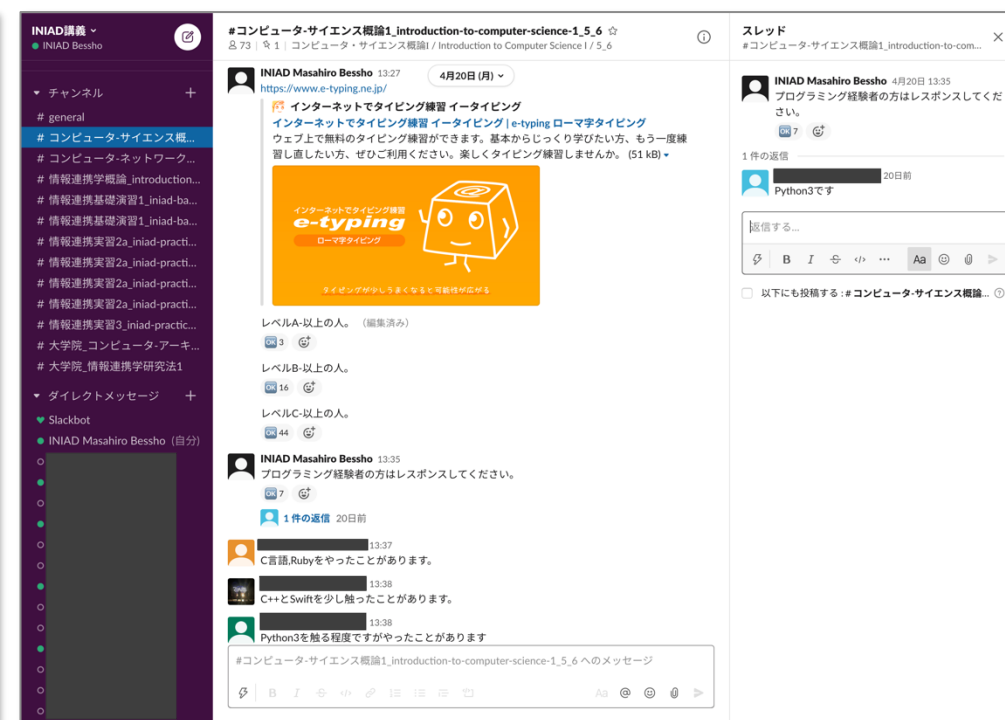 INIAD講義
INIAD Bessho
チャンネル
# general
# コンピュータ-サイエンス概...
# コンピュータ-ネットワーク...
# 情報連携学概論_introduction...
# 情報連携基礎演習1_iniad-ba...
# 情報連携基礎演習1_iniad-ba...
# 情報連携実習2a_iniad-practi...
# 情報連携実習2a_iniad-practi...
# 情報連携実習2a_iniad-practi...
# 情報連携実習2a_iniad-practi...
# 情報連携実習3_iniad-practic...
# 大学院_コンピュータ-アーキ...
# 大学院_情報連携学研究法1
ダイレクトメッセージ
Slackbot
INIAD Masahiro Bessho (自分)
#コンピュータ-サイエンス概論1_introduction-to-computer-science-1_5_6
73 | 1 | コンピュータ・サイエンス概論I / Introduction to Computer Science I / 5_6
4月20日 (月)
INIAD Masahiro Bessho 13:27
https://www.e-typing.ne.jp/
インターネットでタイピング練習 イータイピング
インターネットでタイピング練習 イータイピング | e-typing ローマ字タイピング
ウェブ上で無料のタイピング練習ができます。基本からじっくり学びたい方、もう一度練
習し直したい方、ぜひご利用ください。楽しくタイピング練習しませんか。 (51 kB)
インターネットでタイピング練習
e-typing
ローマ字タイピング
タイピングが少しうまくなると可能性が広がる
レベルA-以上の人。 （編集済み）
OK 3
レベルB-以上の人。
OK 16
レベルC-以上の人。
OK 44
INIAD Masahiro Bessho 13:35
プログラミング経験者の方はレスポンスしてください。
OK 7
1 件の返信 20日前
13:37
C言語,Rubyをやったことがあります。
13:38
C++とSwiftを少し触ったことがあります。
13:38
Python3を触る程度ですがやったことがあります
#コンピュータ-サイエンス概論1_introduction-to-computer-science-1_5_6 へのメッセージ
B I S </> Aa @
スレッド
#コンピュータ-サイエンス概論1_introduction-to-com...
INIAD Masahiro Bessho 4月20日 13:35
プログラミング経験者の方はレスポンスしてくだ
さい。
OK 7
1 件の返信
20日前
Python3です
返信する...
B I S </> ... Aa
以下にも投稿する : # コンピュータ-サイエンス概論...